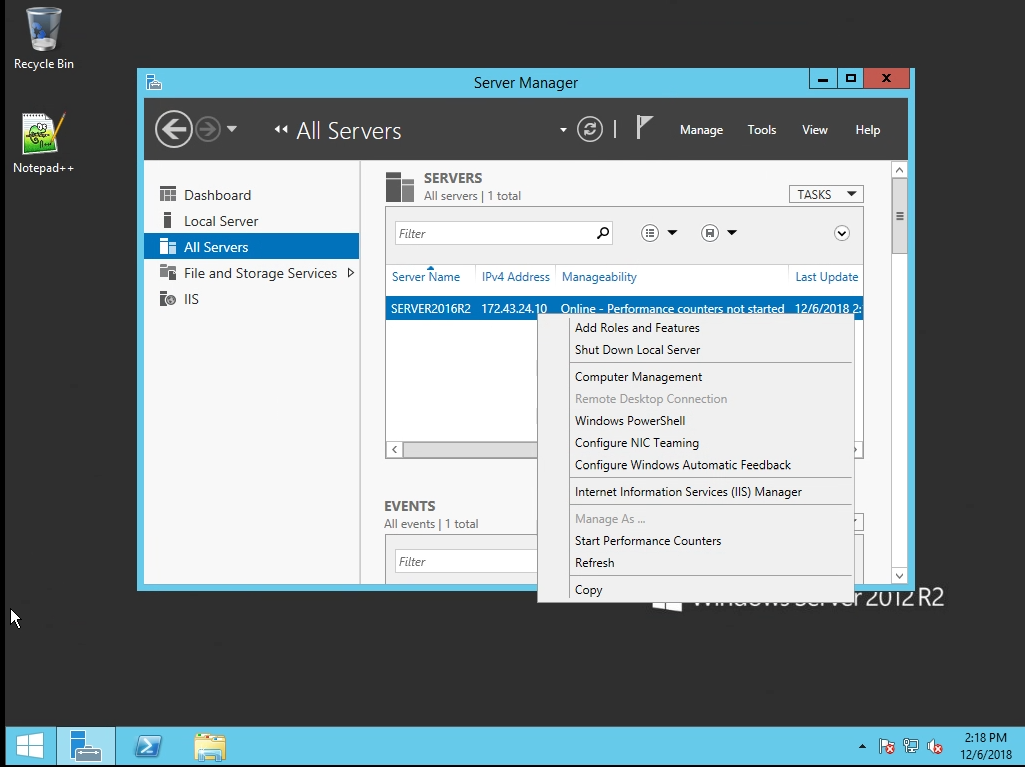 Recycle Bin
Notepad++
Server Manager
All Servers
Manage Tools View Help
Dashboard
Local Server
All Servers
File and Storage Services
IIS
SERVERS
All servers | 1 total
TASKS
Filter
Server Name IPv4 Address Manageability Last Update
SERVER2016R2 172.43.24.10 Online - Performance counters not started 12/6/2018 2:
Add Roles and Features
Shut Down Local Server
Computer Management
Remote Desktop Connection
Windows PowerShell
Configure NIC Teaming
Configure Windows Automatic Feedback
Internet Information Services (IIS) Manager
Manage As ...
Start Performance Counters
Refresh
Copy
EVENTS
All events | 1 total
Filter
Windows Server 2012 R2
2:18 PM
12/6/2018